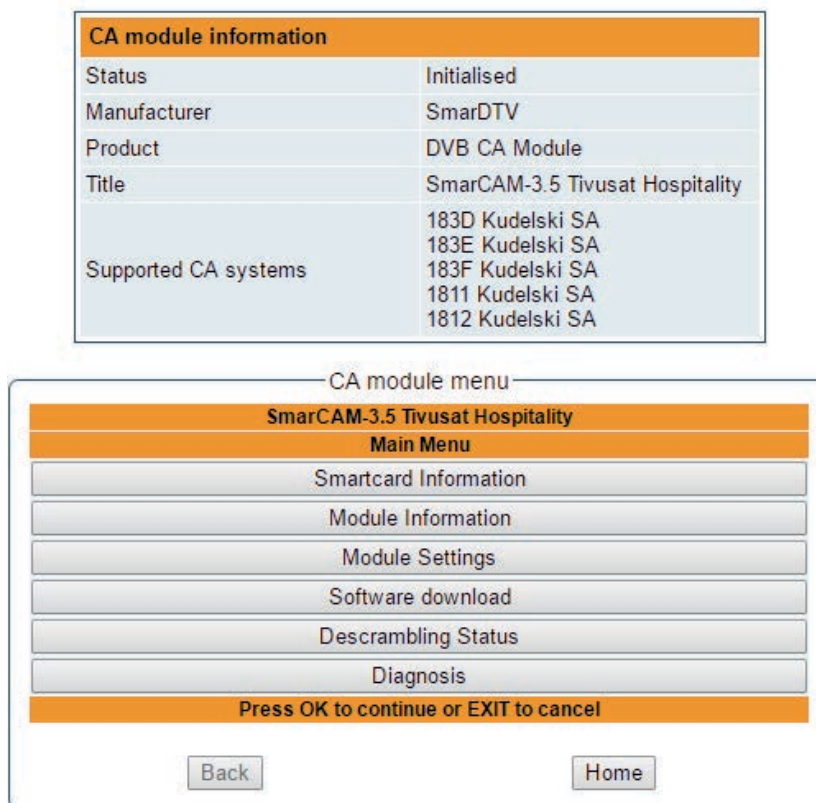 CA module information
Status Initialised
Manufacturer SmarDTV
Product DVB CA Module
Title SmarCAM-3.5 Tivusat Hospitality
Supported CA systems
183D Kudelski SA
183E Kudelski SA
183F Kudelski SA
1811 Kudelski SA
1812 Kudelski SA
CA module menu
SmarCAM-3.5 Tivusat Hospitality
Main Menu
Smartcard Information
Module Information
Module Settings
Software download
Descrambling Status
Diagnosis
Press OK to continue or EXIT to cancel
Back Home